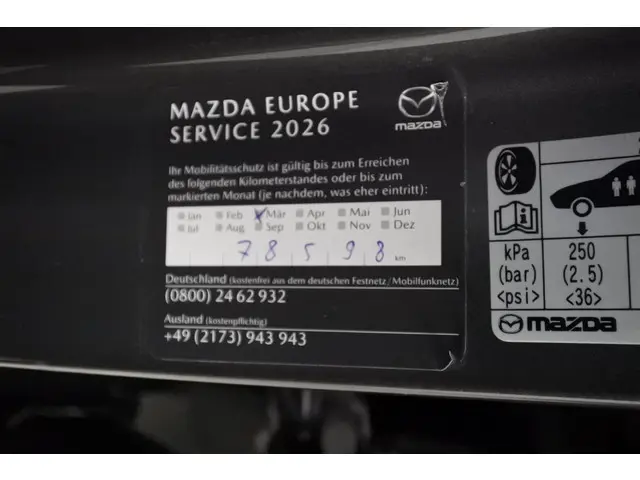 MAZDA EUROPE
SERVICE 2026
mazda
Ihr Mobilitätsschutz ist gültig bis zum Erreichen
des folgenden Kilometerstandes oder bis zum
markierten Monat (je nachdem, was eher eintritt):
Jan Feb Mär Apr Mai Jun
Jul Aug Sep Okt Nov Dez
78598 km
Deutschland (kostenfrei aus dem deutschen Festnetz/Mobilfunknetz)
(0800) 2 46 2 932
Ausland (kostenpflichtig)
+49 (2173) 943 943
kPa 250
(bar) (2.5)
<psi> <36>
mazda